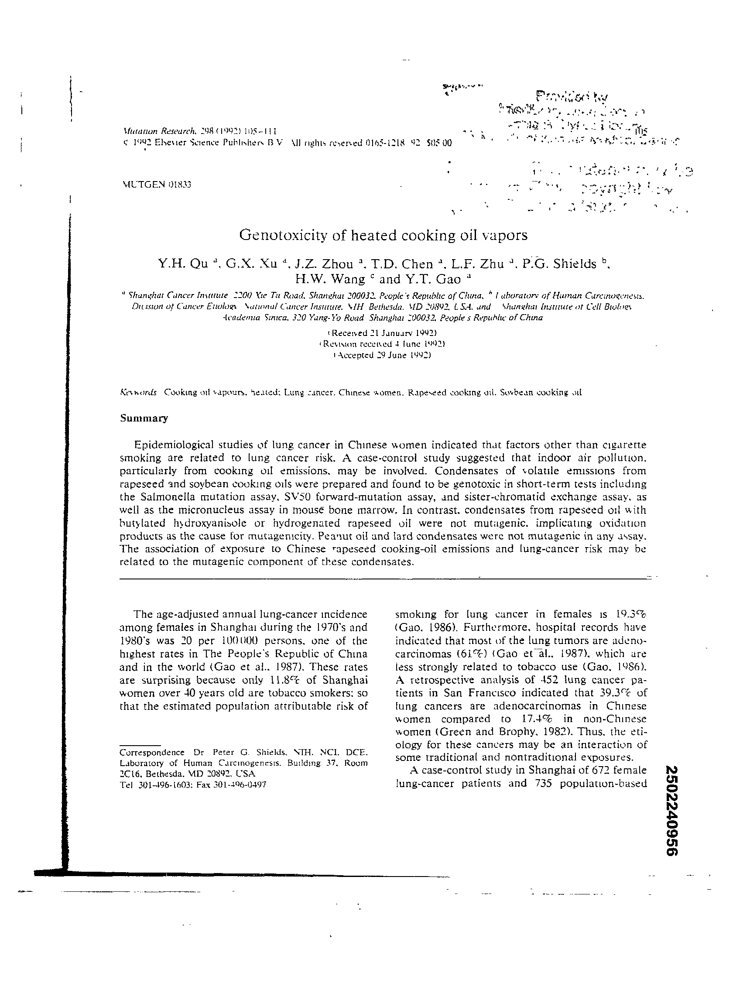 Provided by
Mutation Research, 298 (1992) 105-111
© 1992 Elsevier Science Publishers B V All rights reserved 0165-1218 92 $05 00
MUTGEN 01833
Genotoxicity of heated cooking oil vapors
Y.H. Qu a, G.X. Xu a, J.Z. Zhou a, T.D. Chen a, L.F. Zhu a, P.G. Shields b,
H.W. Wang c and Y.T. Gao a
a Shanghai Cancer Institute 2200 Xie Tu Road, Shanghai 200032, People's Republic of China, b Laboratory of Human Carcinogenesis,
Division of Cancer Etiology National Cancer Institute, NIH Bethesda, MD 20892, USA, and Shanghai Institute of Cell Biology
Academia Sinica, 320 Yang-Yo Road Shanghai 200032, People s Republic of China
(Received 21 January 1992)
(Revision received 4 June 1992)
(Accepted 29 June 1992)
Keywords Cooking oil vapours, heated; Lung cancer, Chinese women, Rapeseed cooking oil, Soybean cooking oil
Summary
Epidemiological studies of lung cancer in Chinese women indicated that factors other than cigarette
smoking are related to lung cancer risk. A case-control study suggested that indoor air pollution,
particularly from cooking oil emissions, may be involved. Condensates of volatile emissions from
rapeseed and soybean cooking oils were prepared and found to be genotoxic in short-term tests including
the Salmonella mutation assay, SV50 forward-mutation assay, and sister-chromatid exchange assay, as
well as the micronucleus assay in mouse bone marrow. In contrast, condensates from rapeseed oil with
butylated hydroxyanisole or hydrogenated rapeseed oil were not mutagenic, implicating oxidation
products as the cause for mutagenicity. Peanut oil and lard condensates were not mutagenic in any assay.
The association of exposure to Chinese rapeseed cooking-oil emissions and lung-cancer risk may be
related to the mutagenic component of these condensates.
The age-adjusted annual lung-cancer incidence
among females in Shanghai during the 1970's and
1980's was 20 per 100 000 persons, one of the
highest rates in The People's Republic of China
and in the world (Gao et al., 1987). These rates
are surprising because only 11.8% of Shanghai
women over 40 years old are tobacco smokers; so
that the estimated population attributable risk of
Correspondence Dr Peter G. Shields, NIH, NCI, DCE,
Laboratory of Human Carcinogenesis, Building 37, Room
2C16, Bethesda, MD 20892, USA
Tel 301-496-1603; Fax 301-496-0497
smoking for lung cancer in females is 19.3%
(Gao, 1986). Furthermore, hospital records have
indicated that most of the lung tumors are adeno-
carcinomas (61%) (Gao et al., 1987), which are
less strongly related to tobacco use (Gao, 1986).
A retrospective analysis of 452 lung cancer pa-
tients in San Francisco indicated that 39.3% of
lung cancers are adenocarcinomas in Chinese
women compared to 17.4% in non-Chinese
women (Green and Brophy, 1982). Thus, the eti-
ology for these cancers may be an interaction of
some traditional and nontraditional exposures.
A case-control study in Shanghai of 672 female
lung-cancer patients and 735 population-based
2502240956